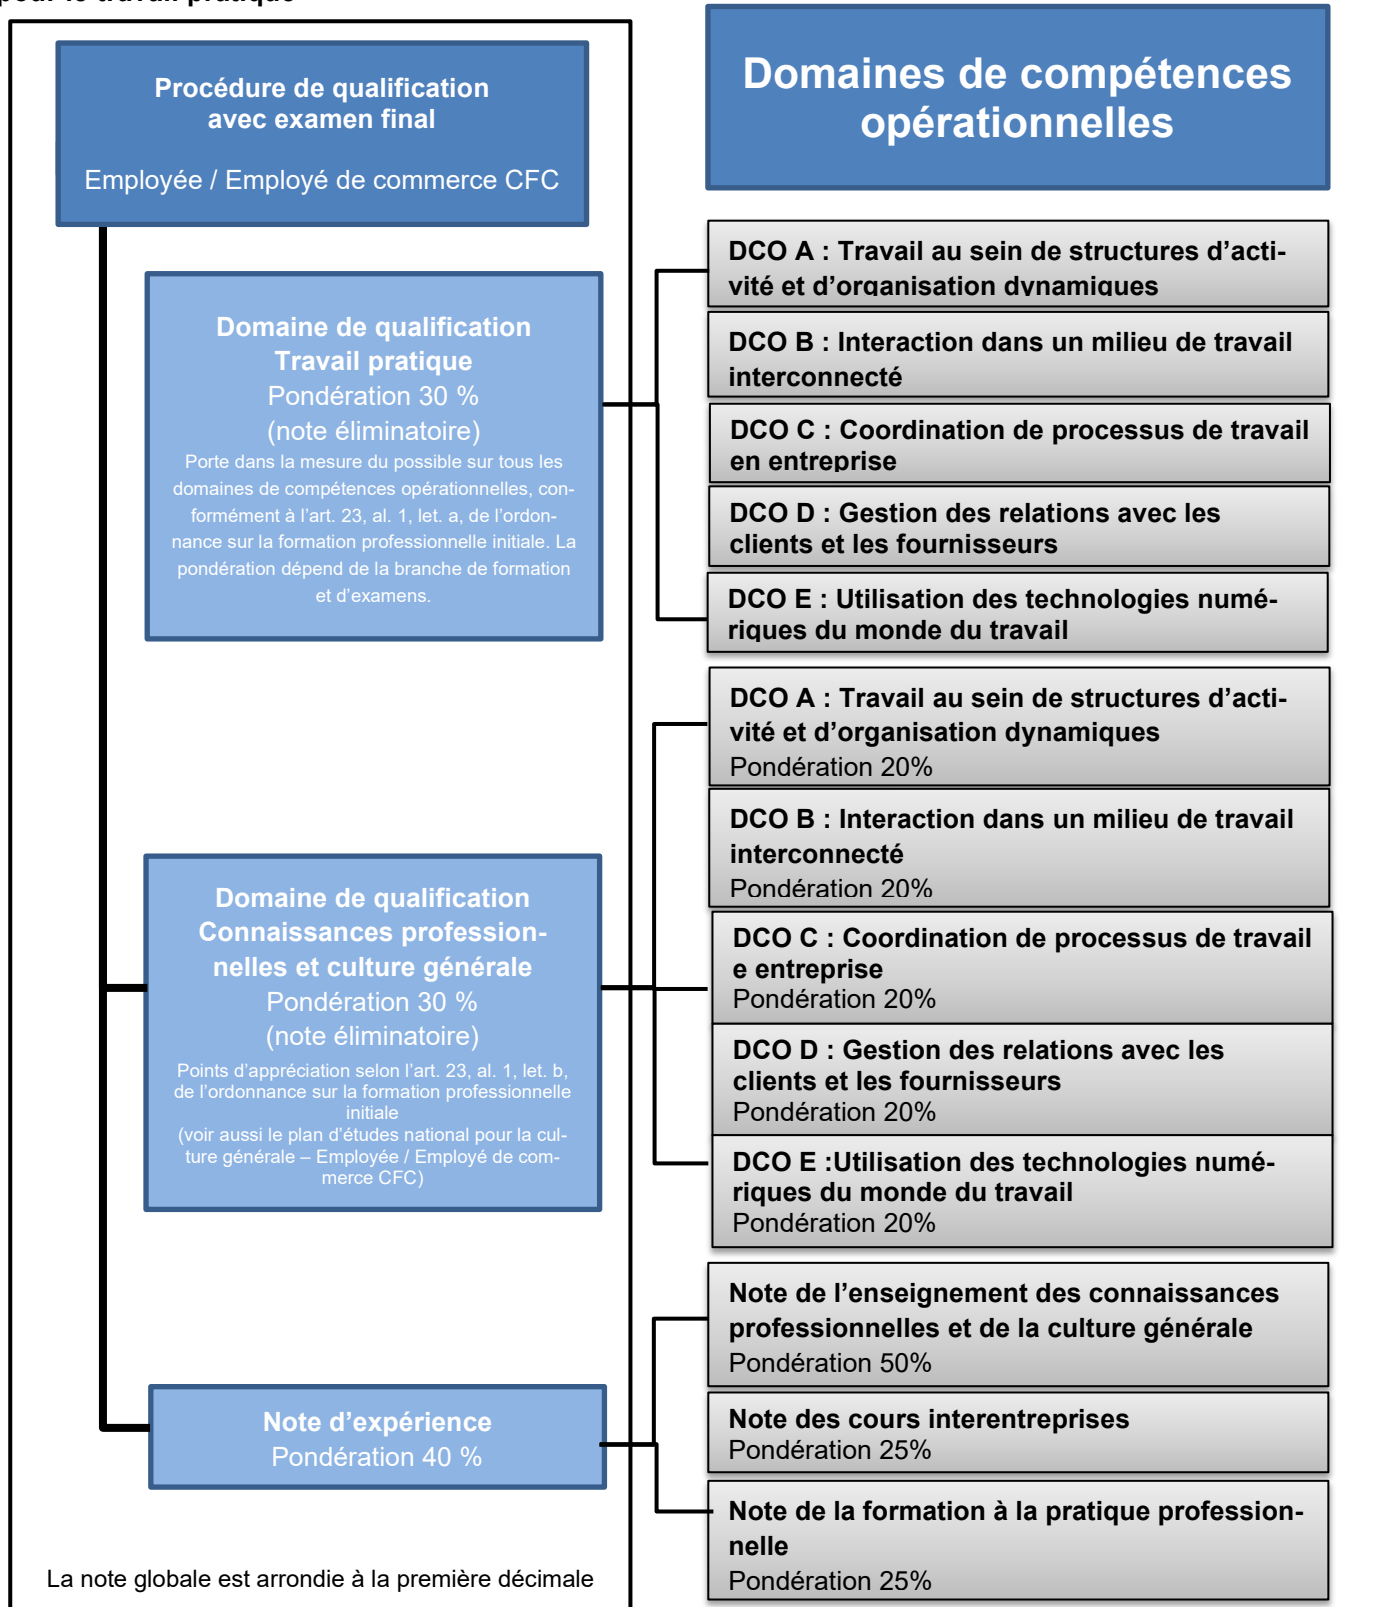 pour le travail pratique
Procédure de qualification
avec examen final
Employée / Employé de commerce CFC
Domaines de compétences
opérationnelles
Domaine de qualification
Travail pratique
Pondération 30 %
(note éliminatoire)
Porte dans la mesure du possible sur tous les
domaines de compétences opérationnelles, con-
formément à l’art. 23, al. 1, let. a, de l’ordon-
nance sur la formation professionnelle initiale. La
pondération dépend de la branche de formation
et d’examens.
DCO A : Travail au sein de structures d’acti-
vité et d’organisation dynamiques
DCO B : Interaction dans un milieu de travail
interconnecté
DCO C : Coordination de processus de travail
en entreprise
DCO D : Gestion des relations avec les
clients et les fournisseurs
DCO E : Utilisation des technologies numé-
riques du monde du travail
Domaine de qualification
Connaissances profession-
nelles et culture générale
Pondération 30 %
(note éliminatoire)
Points d’appréciation selon l’art. 23, al. 1, let. b,
de l’ordonnance sur la formation professionnelle
initiale
(voir aussi le plan d’études national pour la cul-
ture générale – Employée / Employé de com-
merce CFC)
DCO A : Travail au sein de structures d’acti-
vité et d’organisation dynamiques
Pondération 20%
DCO B : Interaction dans un milieu de travail
interconnecté
Pondération 20%
DCO C : Coordination de processus de travail
e entreprise
Pondération 20%
DCO D : Gestion des relations avec les
clients et les fournisseurs
Pondération 20%
DCO E :Utilisation des technologies numé-
riques du monde du travail
Pondération 20%
Note d’expérience
Pondération 40 %
Note de l’enseignement des connaissances
professionnelles et de la culture générale
Pondération 50%
Note des cours interentreprises
Pondération 25%
Note de la formation à la pratique profession-
nelle
Pondération 25%
La note globale est arrondie à la première décimale